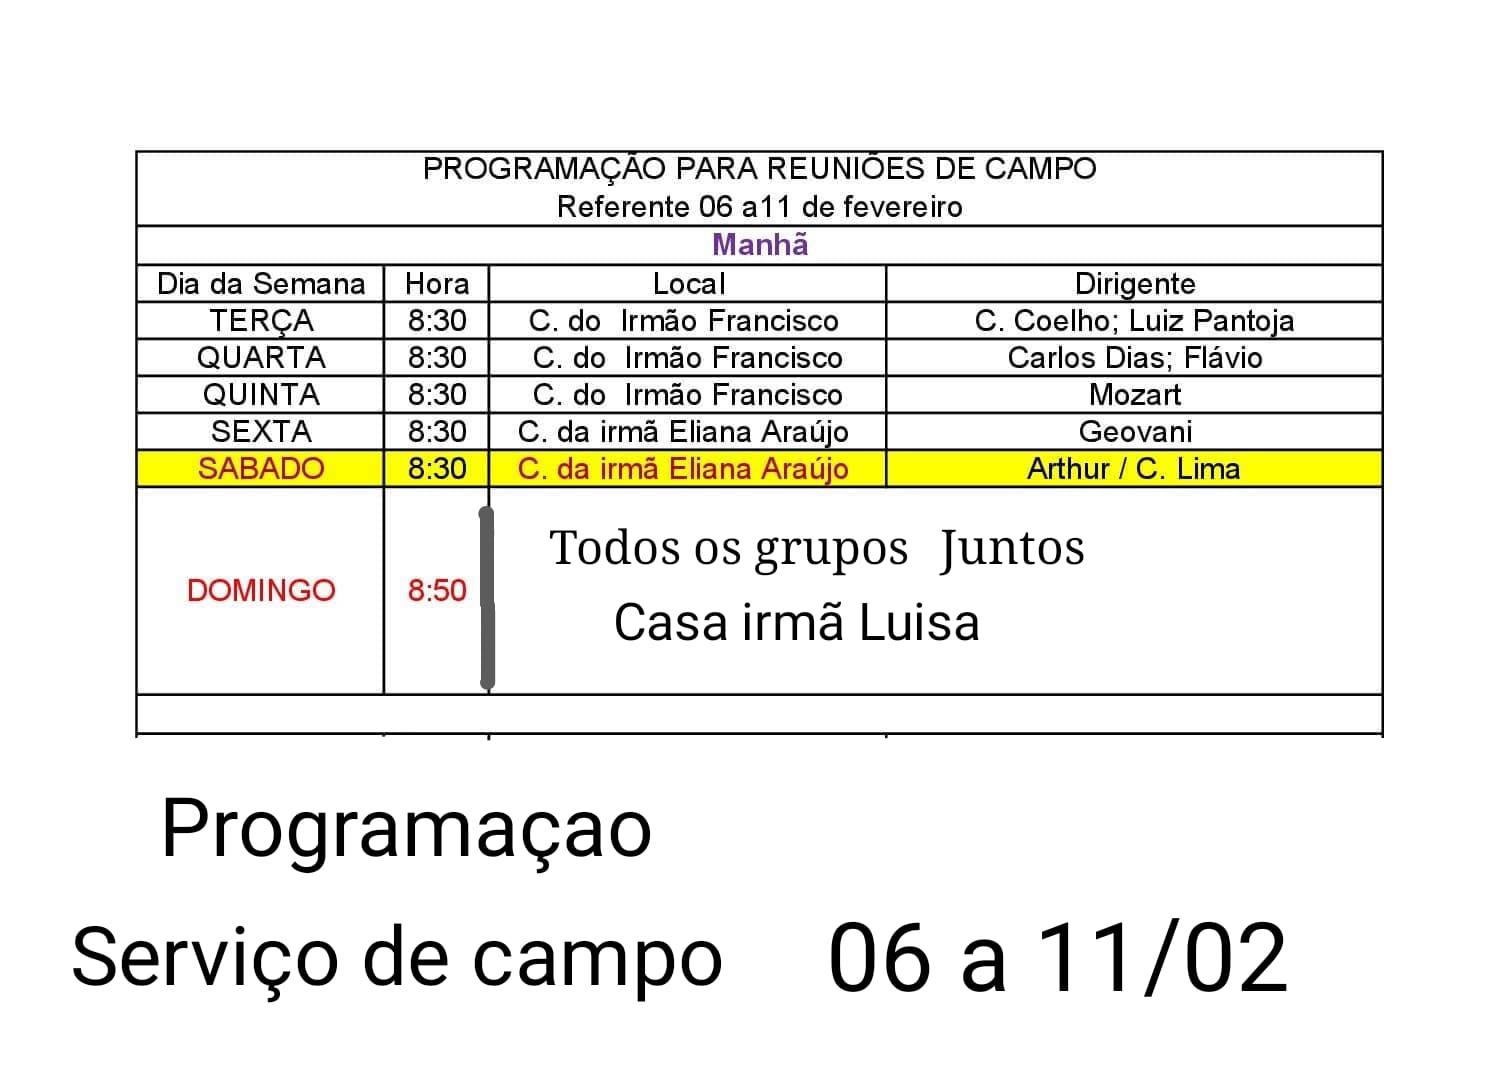 PROGRAMAÇÃO PARA REUNIÕES DE CAMPO
Referente 06 a11 de fevereiro
Manhã
Dia da Semana Hora Local Dirigente
TERÇA 8:30 C. do Irmão Francisco C. Coelho; Luiz Pantoja
QUARTA 8:30 C. do Irmão Francisco Carlos Dias; Flávio
QUINTA 8:30 C. do Irmão Francisco Mozart
SEXTA 8:30 C. da irmã Eliana Araújo Geovani
SABADO 8:30 C. da irmã Eliana Araújo Arthur / C. Lima
Todos os grupos Juntos
DOMINGO 8:50
Casa irmã Luisa
Programaçao
Serviço de campo 06 a 11/02